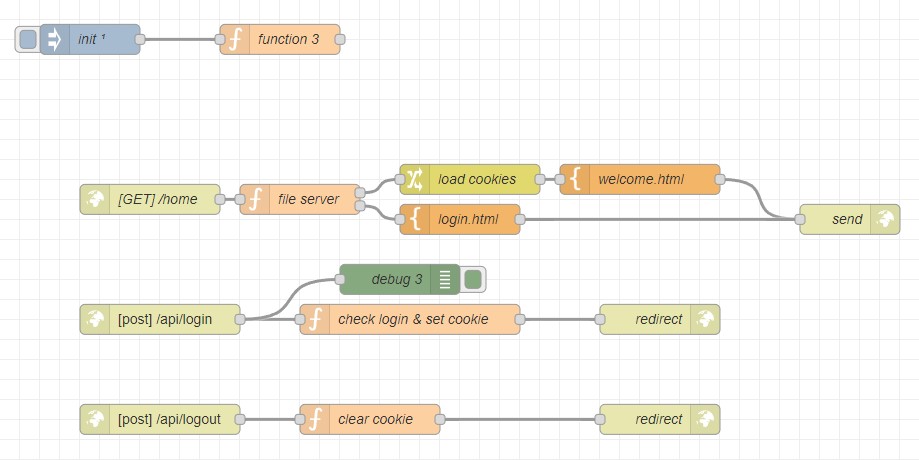 init ¹
function 3
[GET] /home
file server
load cookies
welcome.html
login.html
send
debug 3
[post] /api/login
check login & set cookie
redirect
[post] /api/logout
clear cookie
redirect